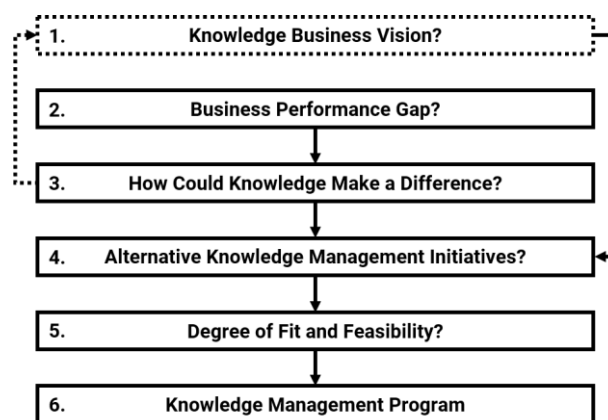 1. Knowledge Business Vision?
2. Business Performance Gap?
3. How Could Knowledge Make a Difference?
4. Alternative Knowledge Management Initiatives?
5. Degree of Fit and Feasibility?
6. Knowledge Management Program